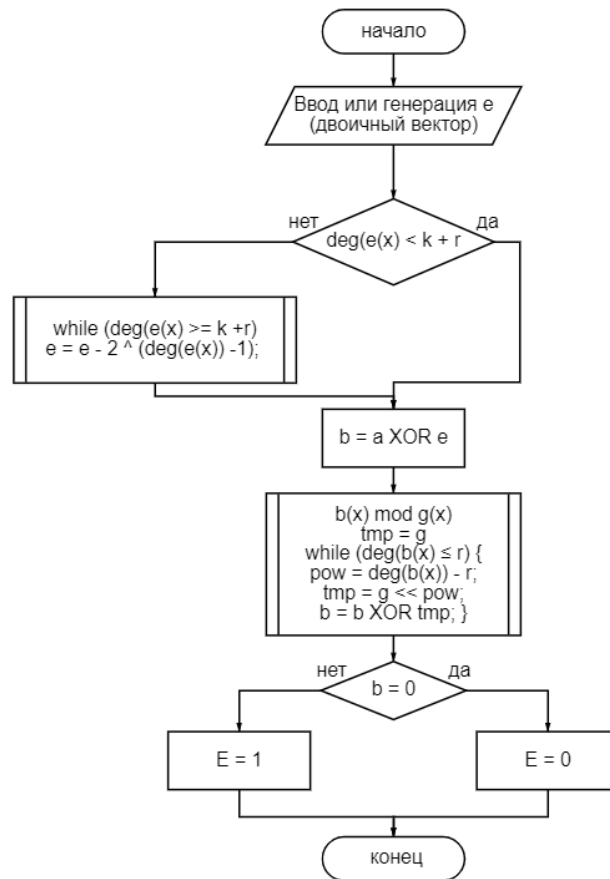 начало
Ввод или генерация e
(двоичный вектор)
нет
да
deg(e(x) < k + r
while (deg(e(x) >= k +r)
e = e - 2 ^ (deg(e(x)) -1);
b = a XOR e
b(x) mod g(x)
tmp = g
while (deg(b(x) ≤ r) {
pow = deg(b(x)) - r;
tmp = g << pow;
b = b XOR tmp; }
нет
да
b = 0
E = 1
E = 0
конец